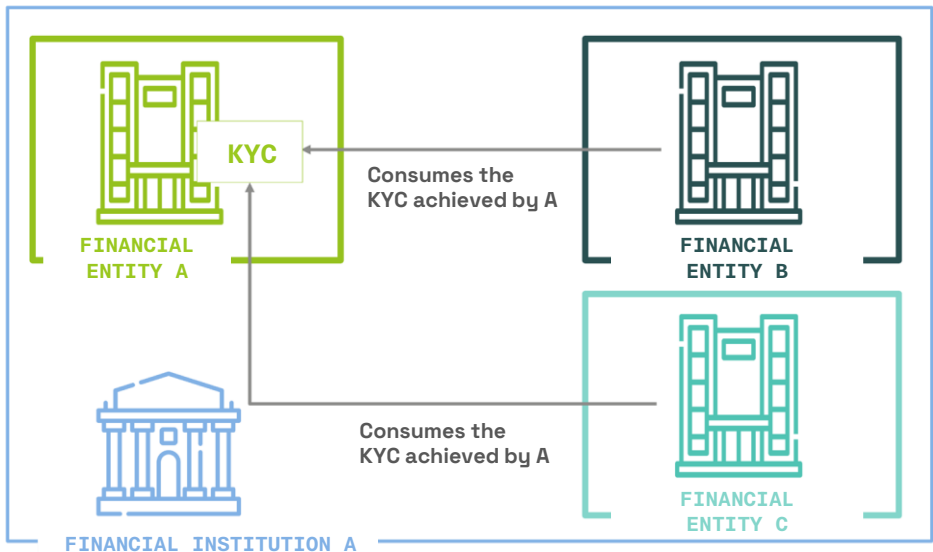 KYC
Consumes the
KYC achieved by A
FINANCIAL
ENTITY A
FINANCIAL
ENTITY B
Consumes the
KYC achieved by A
FINANCIAL
ENTITY C
FINANCIAL INSTITUTION A